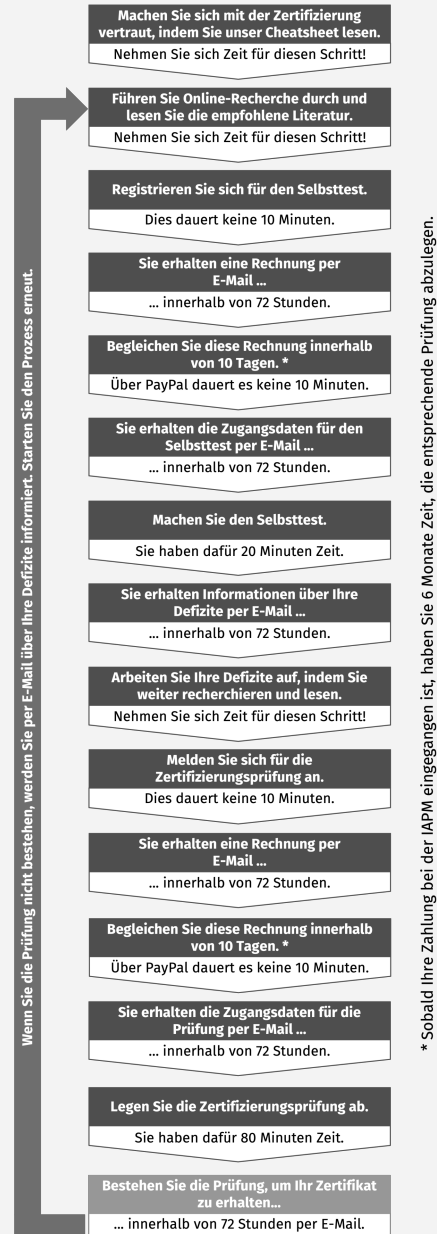 Machen Sie sich mit der Zertifizierung
vertraut, indem Sie unser Cheatsheet lesen.
Nehmen Sie sich Zeit für diesen Schritt!
Führen Sie Online-Recherche durch und
lesen Sie die empfohlene Literatur.
Nehmen Sie sich Zeit für diesen Schritt!
Registrieren Sie sich für den Selbsttest.
Dies dauert keine 10 Minuten.
Sie erhalten eine Rechnung per
E-Mail ...
... innerhalb von 72 Stunden.
Begleichen Sie diese Rechnung innerhalb
von 10 Tagen. *
Über PayPal dauert es keine 10 Minuten.
Sie erhalten die Zugangsdaten für den
Selbsttest per E-Mail ...
... innerhalb von 72 Stunden.
Machen Sie den Selbsttest.
Sie haben dafür 20 Minuten Zeit.
Sie erhalten Informationen über Ihre
Defizite per E-Mail ...
... innerhalb von 72 Stunden.
Arbeiten Sie Ihre Defizite auf, indem Sie
weiter recherchieren und lesen.
Nehmen Sie sich Zeit für diesen Schritt!
Melden Sie sich für die
Zertifizierungsprüfung an.
Dies dauert keine 10 Minuten.
Sie erhalten eine Rechnung per
E-Mail ...
... innerhalb von 72 Stunden.
Begleichen Sie diese Rechnung innerhalb
von 10 Tagen. *
Über PayPal dauert es keine 10 Minuten.
Sie erhalten die Zugangsdaten für die
Prüfung per E-Mail ...
... innerhalb von 72 Stunden.
Legen Sie die Zertifizierungsprüfung ab.
Sie haben dafür 80 Minuten Zeit.
Bestehen Sie die Prüfung, um Ihr Zertifikat
zu erhalten...
... innerhalb von 72 Stunden per E-Mail.
Wenn Sie die Prüfung nicht bestehen, werden Sie per E-Mail über Ihre Defizite informiert. Starten Sie den Prozess erneut.
* Sobald Ihre Zahlung bei der IAPM eingegangen ist, haben Sie 6 Monate Zeit, die entsprechende Prüfung abzulegen.